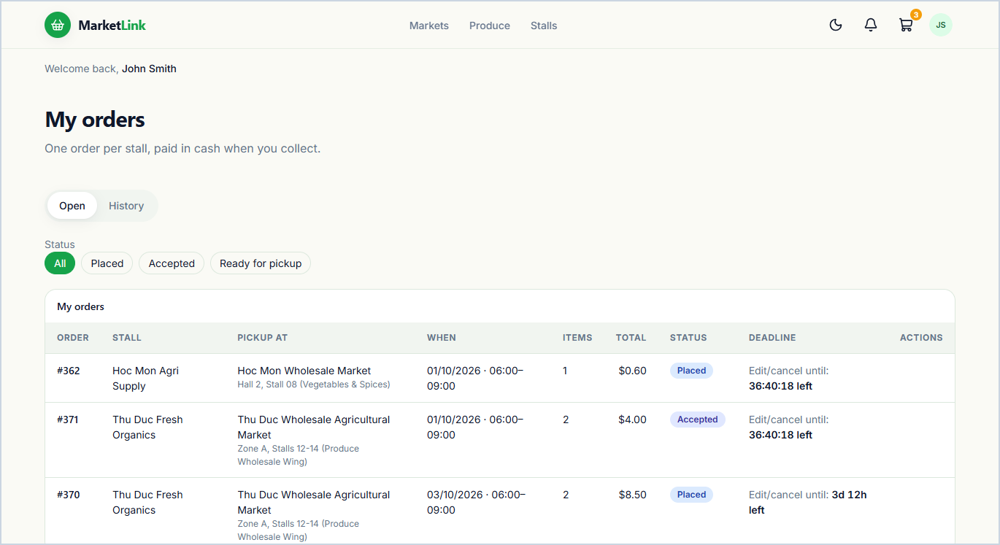 MarketLink
Markets Produce Stalls
3
JS
Welcome back, John Smith
My orders
One order per stall, paid in cash when you collect.
Open History
Status
All Placed Accepted Ready for pickup
My orders
ORDER STALL PICKUP AT WHEN ITEMS TOTAL STATUS DEADLINE ACTIONS
#362 Hoc Mon Agri Hoc Mon Wholesale Market 01/10/2026 · 06:00– 1 $0.60 Placed Edit/cancel until:
Supply Hall 2, Stall 08 (Vegetables & Spices) 09:00 36:40:18 left
#371 Thu Duc Fresh Thu Duc Wholesale Agricultural 01/10/2026 · 06:00– 2 $4.00 Accepted Edit/cancel until:
Organics Market 09:00 36:40:18 left
Zone A, Stalls 12-14 (Produce
Wholesale Wing)
#370 Thu Duc Fresh Thu Duc Wholesale Agricultural 03/10/2026 · 06:00– 2 $8.50 Placed Edit/cancel until: 3d 12h
Organics Market 09:00 left
Zone A, Stalls 12-14 (Produce
Wholesale Wing)